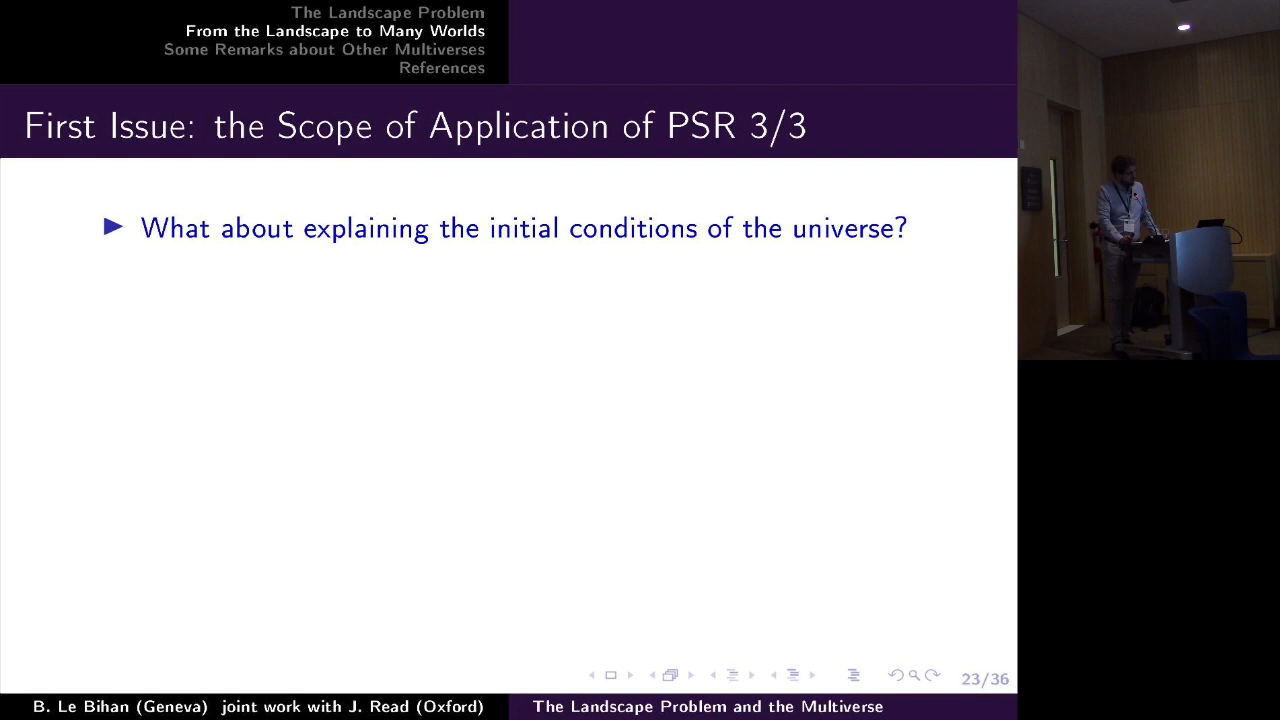 The Landscape Problem
From the Landscape to Many Worlds
Some Remarks about Other Multiverses
References
First Issue: the Scope of Application of PSR 3/3
What about explaining the initial conditions of the universe?
23/36
B. Le Bihan (Geneva) joint work with J. Read (Oxford)
The Landscape Problem and the Multiverse